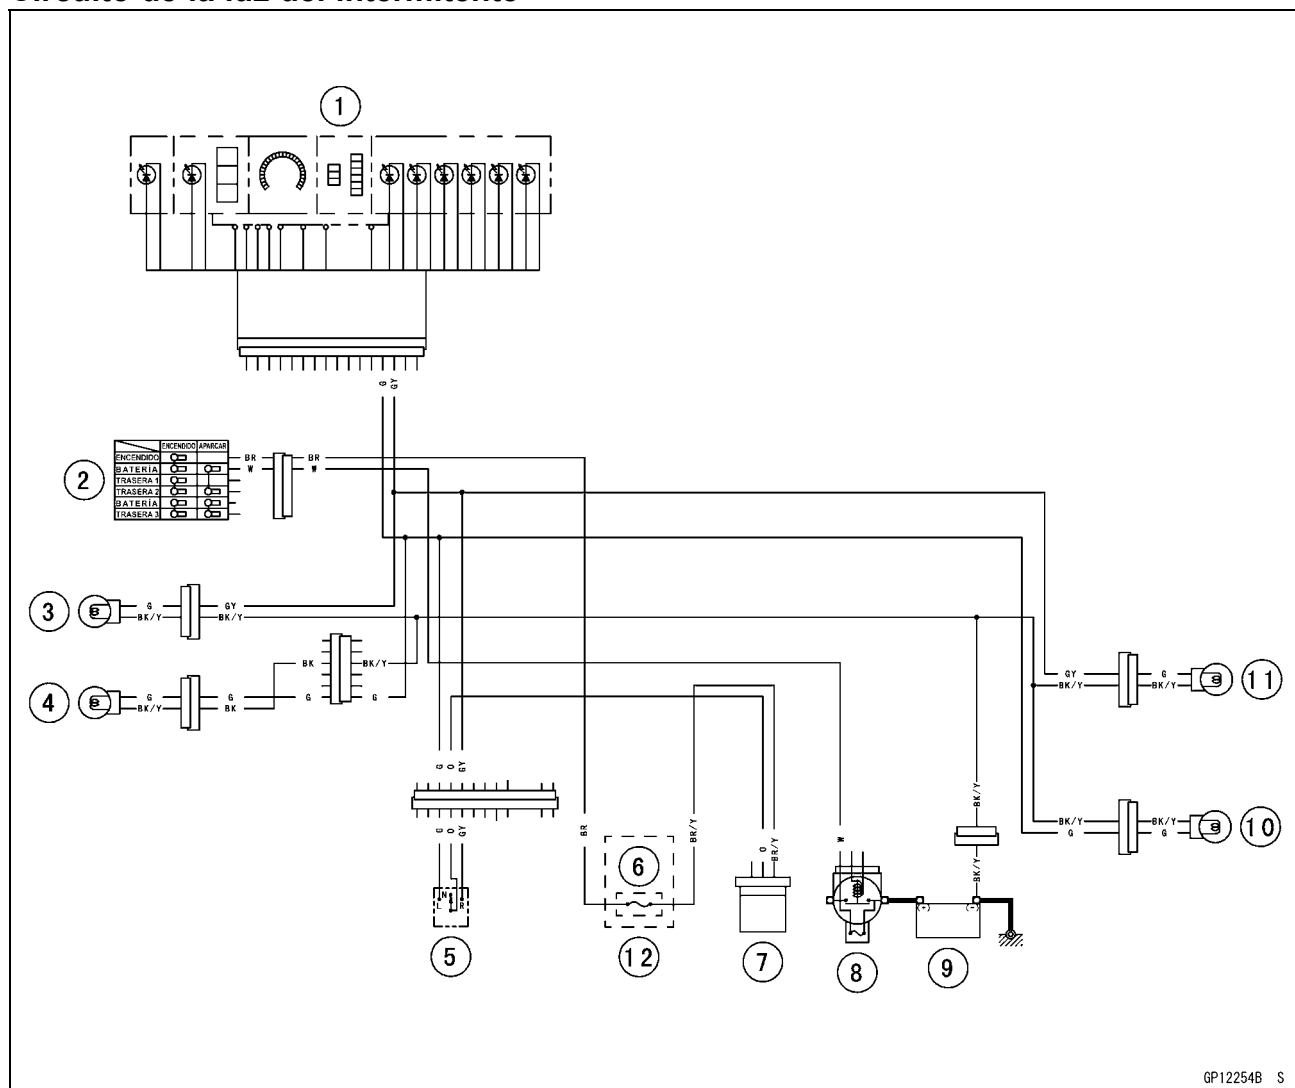 Circuito de la luz del intermitente
1
G
GY
ENCENDIDO APARCAR
ENCENDIDO
BATERÍA
TRASERA 1
TRASERA 2
BATERÍA
TRASERA 3
2
BR
W
BR
W
3
G
BK/Y
GY
BK/Y
BK
BK/Y
G
G
4
G
BK/Y
G
BK
GY
BK/Y
G
BK/Y
11
G
O
GY
BK/Y
BK/Y
G
BK/Y
G
10
G
O
GY
BR
BR/Y
O
BR/Y
W
BK/Y
N
L
R
6
(+)
(-)
5
12
7
8
9
GP12254B S